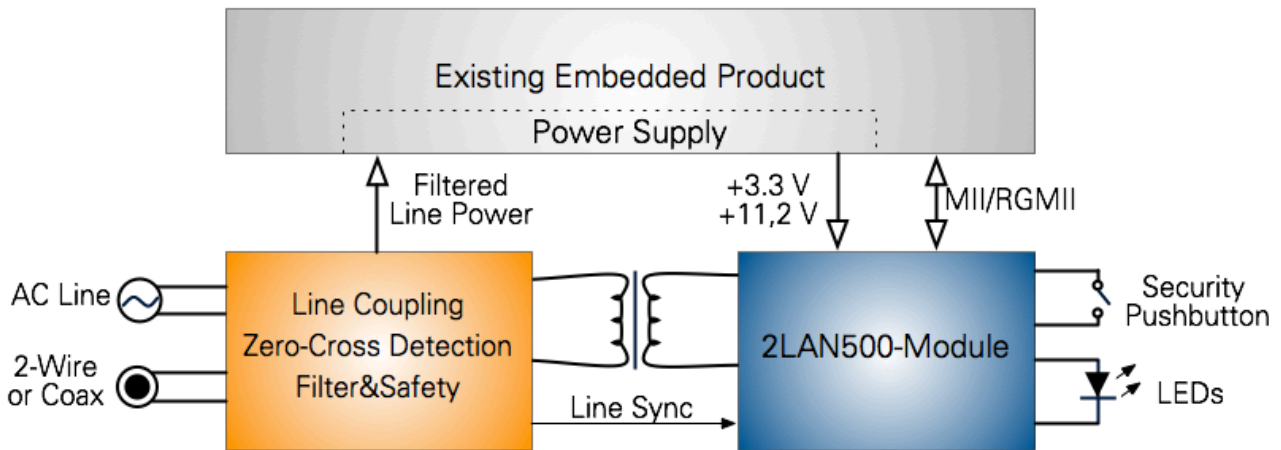 Existing Embedded Product
Power Supply
Filtered
Line Power
+3.3 V
+11,2 V
MII/RGMII
AC Line
2-Wire
or Coax
Line Coupling
Zero-Cross Detection
Filter&Safety
Line Sync
2LAN500-Module
Security
Pushbutton
LEDs